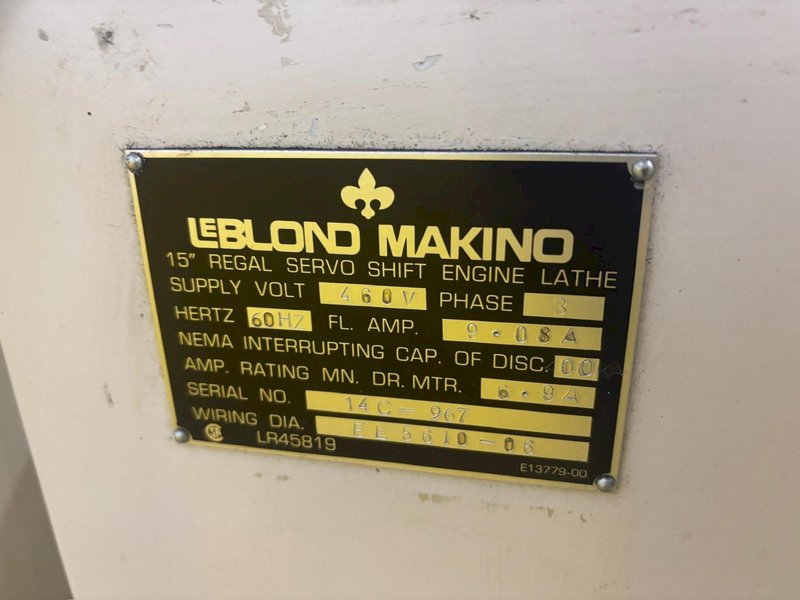 LEBLOND MAKINO
15" REGAL SERVO SHIFT ENGINE LATHE
SUPPLY VOLT 460V PHASE 3
HERTZ 60HZ FL. AMP. 9.08A
NEMA INTERRUPTING CAP. OF DISC.
AMP. RATING MN. DR. MTR. 6.9A
SERIAL NO. 14C-967
WIRING DIA. EE5610-06
LR45819
E13779-00